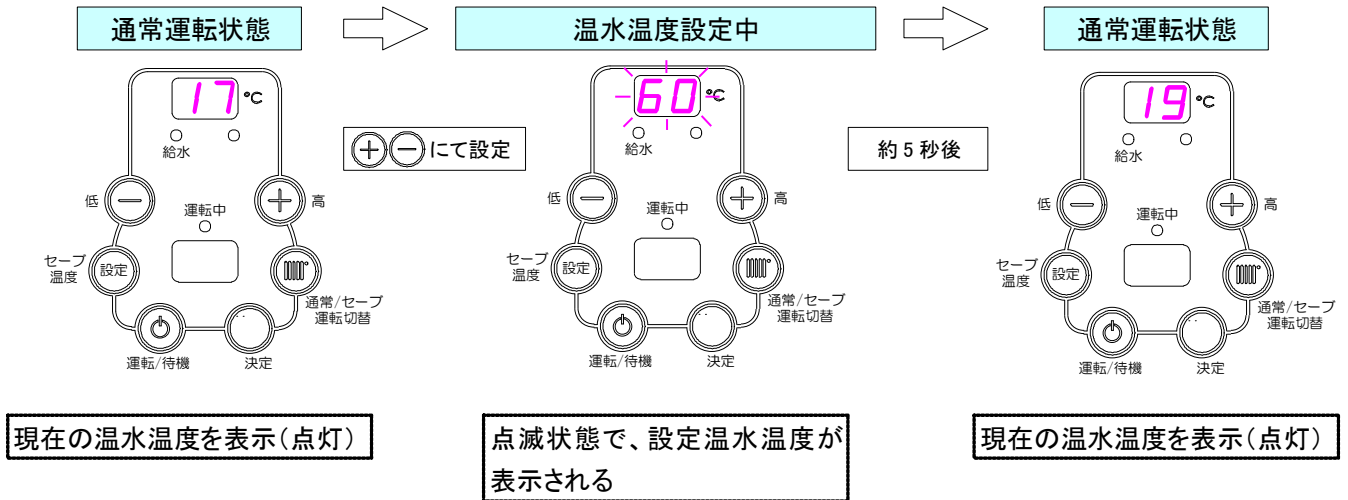 通常運転状態
温水温度設定中
通常運転状態
17 ℃
給水
低
高
運転中
セーブ
温度
設定
通常/セーブ
運転切替
運転/待機
決定
+-にて設定
60 ℃
給水
低
高
運転中
セーブ
温度
設定
通常/セーブ
運転切替
運転/待機
決定
約5秒後
19 ℃
給水
低
高
運転中
セーブ
温度
設定
通常/セーブ
運転切替
運転/待機
決定
現在の温水温度を表示(点灯)
点滅状態で、設定温水温度が
表示される
現在の温水温度を表示(点灯)